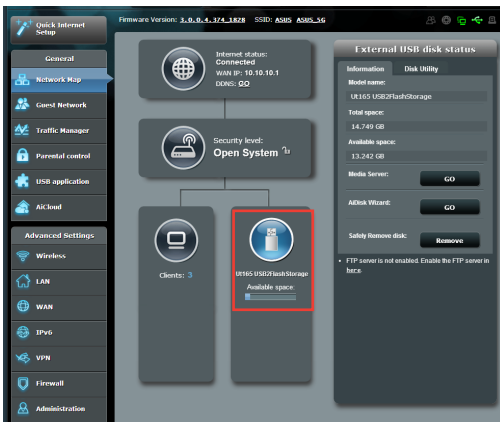 Quick Internet
Setup
Firmware Version: 3.0.0.4.374_1828 SSID: ASUS ASUS_5G
General
Network Map
Guest Network
Traffic Manager
Parental control
USB application
AiCloud
Advanced Settings
Wireless
LAN
WAN
IPv6
VPN
Firewall
Administration
Internet status:
Connected
WAN IP: 10.10.10.1
DDNS: GO
Security level:
Open System
Clients: 3
Ut165 USB2FlashStorage
Available space:
External USB disk status
Information Disk Utility
Model name:
Ut165 USB2FlashStorage
Total space:
14.749 GB
Available space:
13.242 GB
Media Server: GO
AiDisk Wizard: GO
Safely Remove disk: Remove
FTP server is not enabled. Enable the FTP server in
here.